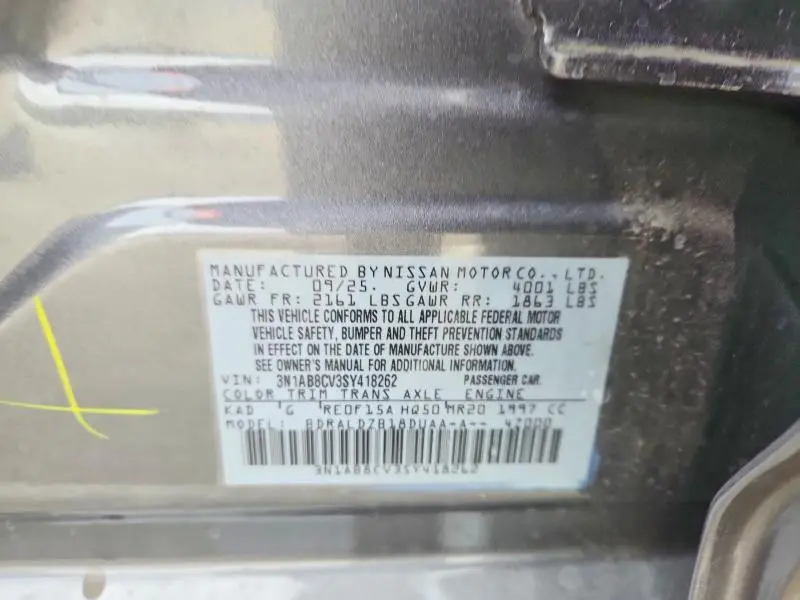 MANUFACTURED BY NISSAN MOTOR CO., LTD.
DATE: 09/25. GVWR: 4001 LBS
GAWR FR: 2161 LBS GAWR RR: 1863 LBS
THIS VEHICLE CONFORMS TO ALL APPLICABLE FEDERAL MOTOR
VEHICLE SAFETY, BUMPER AND THEFT PREVENTION STANDARDS
IN EFFECT ON THE DATE OF MANUFACTURE SHOWN ABOVE.
SEE OWNER'S MANUAL FOR ADDITIONAL INFORMATION.
VIN: 3N1AB8CV3SY418262 PASSENGER CAR.
COLOR TRIM TRANS AXLE ENGINE
KAD G RE0F15A HQ50 MR20 1997 CC
MODEL: BDRALDZB18DUAA-A-- 42000
3N1AB8CV3SY418262